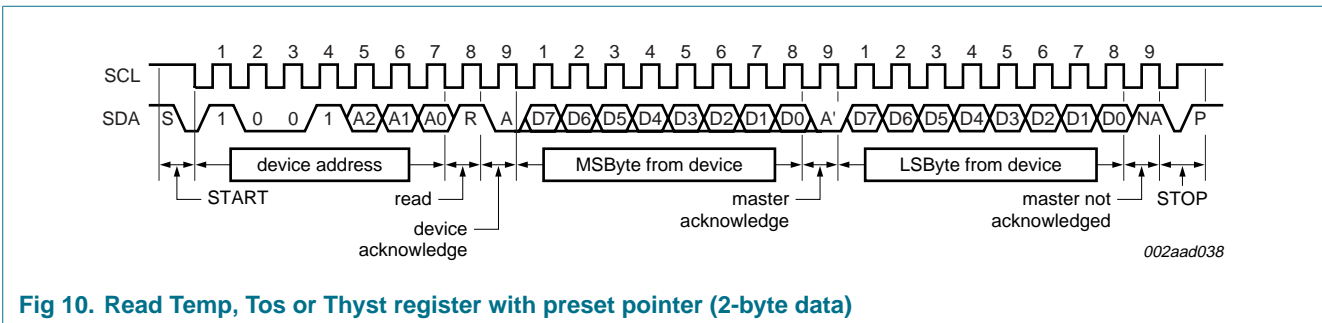 1 2 3 4 5 6 7 8 9 1 2 3 4 5 6 7 8 9 1 2 3 4 5 6 7 8 9
SCL
SDA S 1 0 0 1 A2 A1 A0 R A D7 D6 D5 D4 D3 D2 D1 D0 A' D7 D6 D5 D4 D3 D2 D1 D0 NA P
device address MSByte from device LSByte from device
START read master master not STOP
acknowledge acknowledged
device
acknowledge
002aad038
Fig 10. Read Temp, Tos or Thyst register with preset pointer (2-byte data)